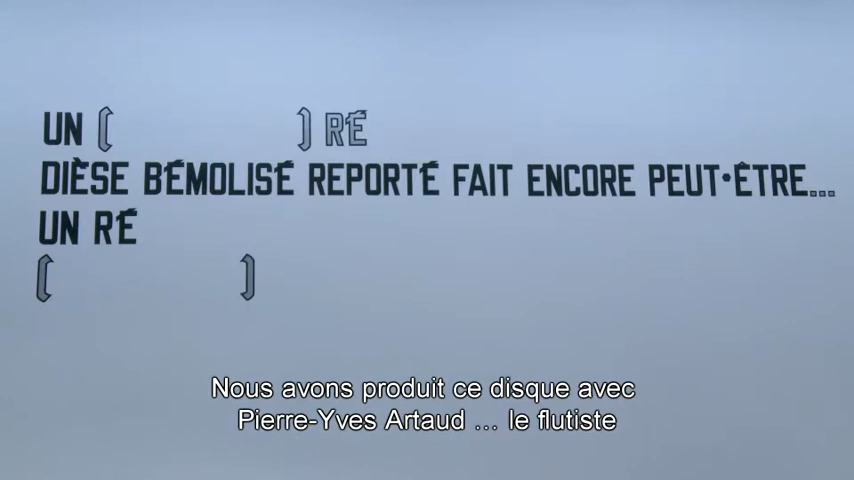 UN [ ] RÉ
DIÈSE BÉMOLISÉ REPORTÉ FAIT ENCORE PEUT•ÊTRE...
UN RÉ
[ ]
Nous avons produit ce disque avec
Pierre-Yves Artaud ... le flutiste